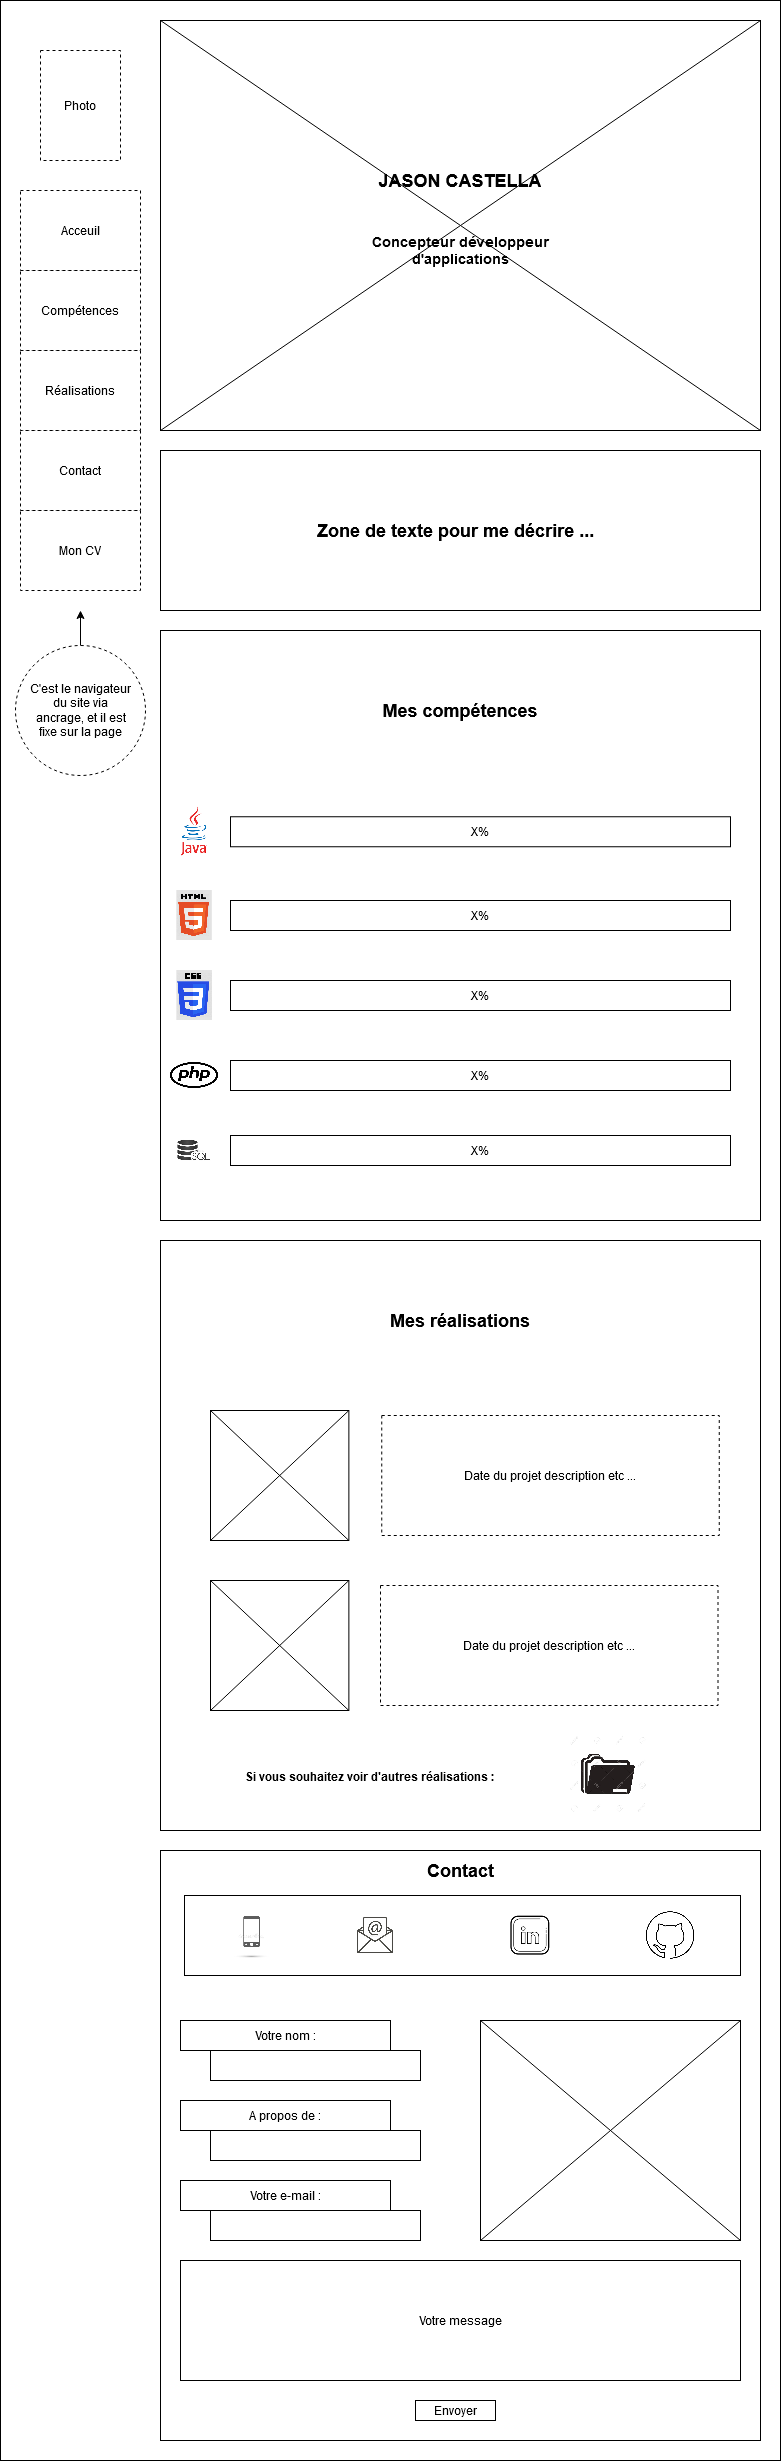 Photo
Acceuil
Compétences
Réalisations
Contact
Mon CV
C'est le navigateur
du site via
ancrage, et il est
fixe sur la page
JASON CASTELLA
Concepteur développeur
d'applications
Zone de texte pour me décrire ...
Mes compétences
Java
X%
HTML
5
X%
CSS
3
X%
php
X%
SQL
X%
Mes réalisations
Date du projet description etc ...
Date du projet description etc ...
Si vous souhaitez voir d'autres réalisations :
Contact
@
in
Votre nom :
A propos de :
Votre e-mail :
Votre message
Envoyer